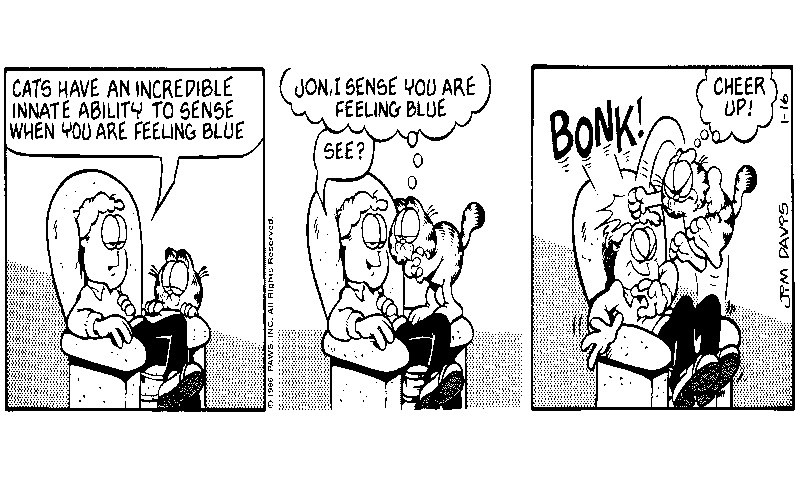 CATS HAVE AN INCREDIBLE
INNATE ABILITY TO SENSE
WHEN YOU ARE FEELING BLUE
© 1996 PAWS, INC. All Rights Reserved.
JON, I SENSE YOU ARE
FEELING BLUE
SEE?
BONK!
CHEER
UP!
1-16
JIM DAVIS